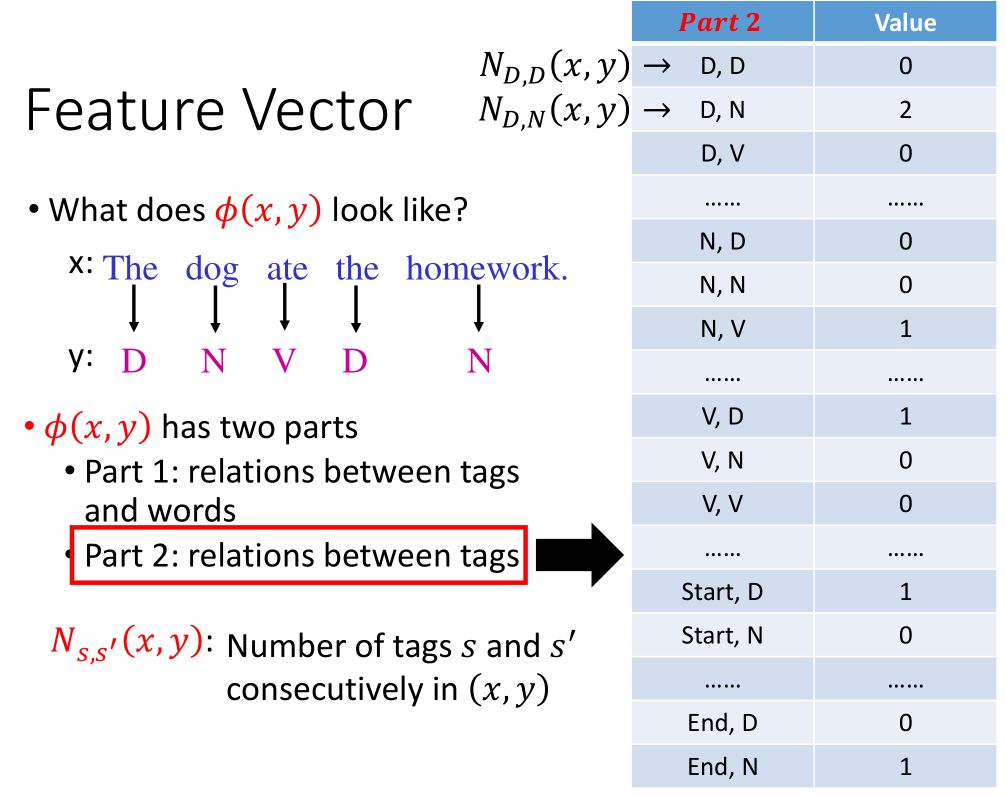 Feature Vector
• What does ϕ(x, y) look like?
x: The dog ate the homework.
y: D N V D N
• ϕ(x, y) has two parts
• Part 1: relations between tags
and words
• Part 2: relations between tags
N_{s,s′}(x, y): Number of tags s and s′
consecutively in (x, y)
N_{D,D}(x, y) →
N_{D,N}(x, y) →
Part 2 Value
D, D 0
D, N 2
D, V 0
…… ……
N, D 0
N, N 0
N, V 1
…… ……
V, D 1
V, N 0
V, V 0
…… ……
Start, D 1
Start, N 0
…… ……
End, D 0
End, N 1